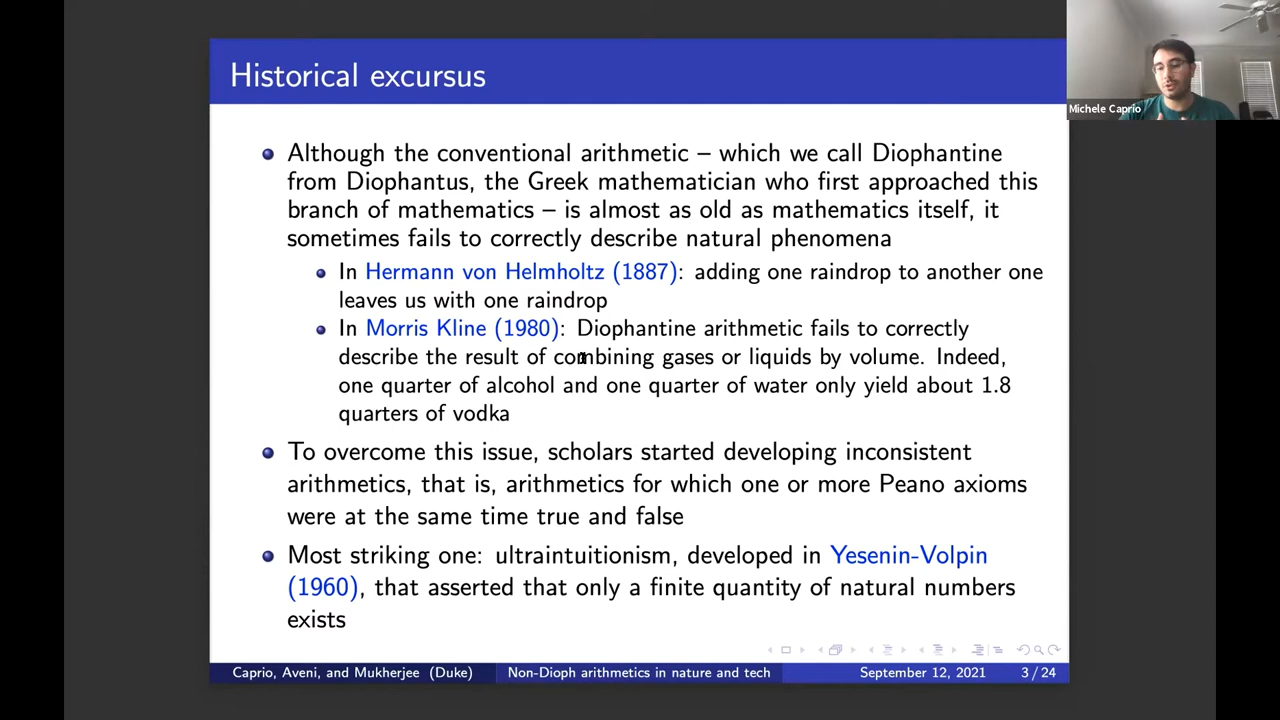 Historical excursus
Michele Caprio
Although the conventional arithmetic – which we call Diophantine
from Diophantus, the Greek mathematician who first approached this
branch of mathematics – is almost as old as mathematics itself, it
sometimes fails to correctly describe natural phenomena
In Hermann von Helmholtz (1887): adding one raindrop to another one
leaves us with one raindrop
In Morris Kline (1980): Diophantine arithmetic fails to correctly
describe the result of combining gases or liquids by volume. Indeed,
one quarter of alcohol and one quarter of water only yield about 1.8
quarters of vodka
To overcome this issue, scholars started developing inconsistent
arithmetics, that is, arithmetics for which one or more Peano axioms
were at the same time true and false
Most striking one: ultraintuitionism, developed in Yesenin-Volpin
(1960), that asserted that only a finite quantity of natural numbers
exists
Caprio, Aveni, and Mukherjee (Duke) Non-Dioph arithmetics in nature and tech September 12, 2021 3 / 24